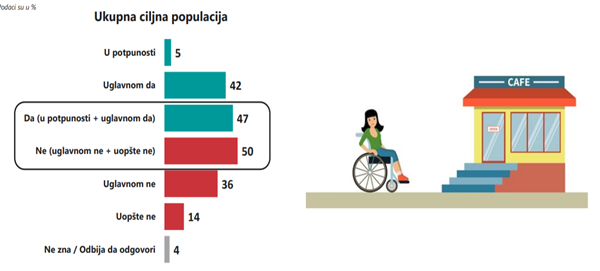 Podaci su u %
Ukupna ciljna populacija
U potpunosti 5
Uglavnom da 42
Da (u potpunosti + uglavnom da) 47
Ne (uglavnom ne + uopšte ne) 50
Uglavnom ne 36
Uopšte ne 14
Ne zna / Odbija da odgovori 4
CAFE